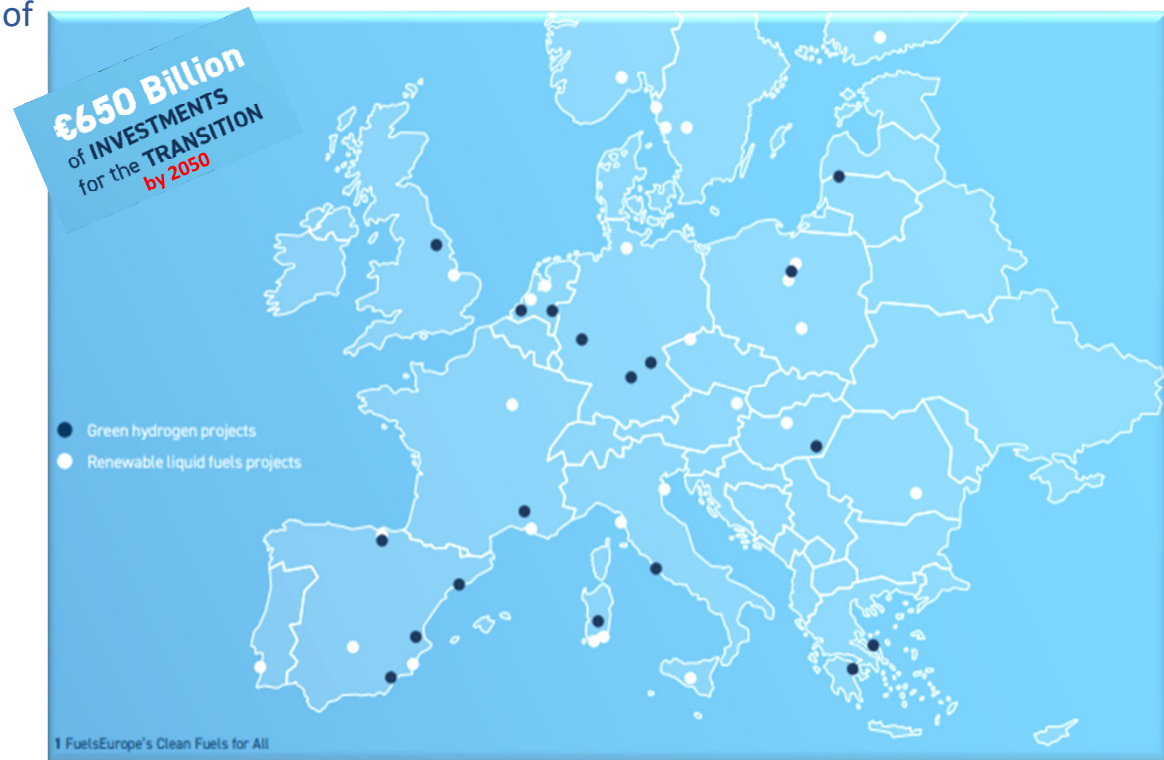 of
€650 Billion
of INVESTMENTS
for the TRANSITION
by 2050
Green hydrogen projects
Renewable liquid fuels projects
1 FuelsEurope's Clean Fuels for All